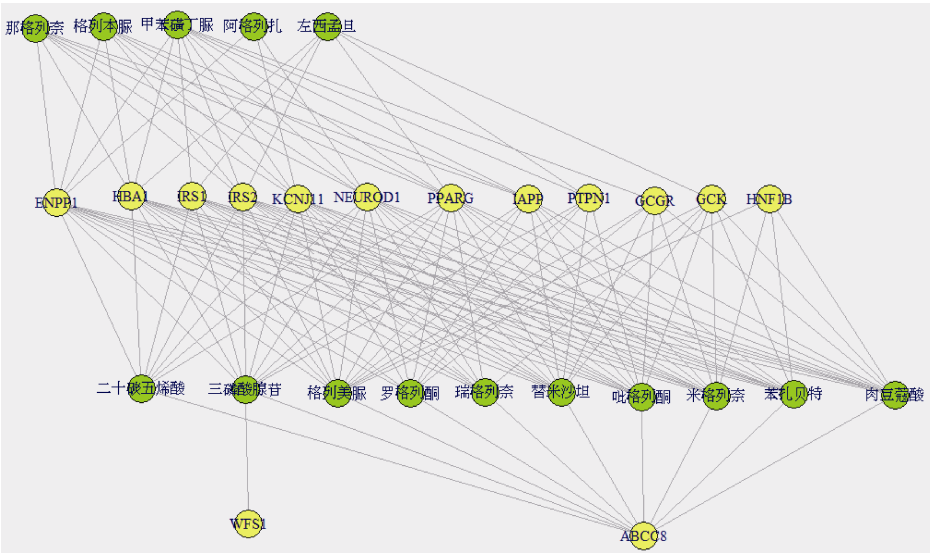 那格列奈 格列本脲 甲苯磺丁脲 阿格列扎 左西孟旦
ENPP1 HBA1 IRS1 IRS2 KCNJ11 NEUROD1 PPARG IAPP PTPN1 GCGR GCK HNF1B
二十碳五烯酸 三磷酸腺苷 格列美脲 罗格列酮 瑞格列奈 替米沙坦 吡格列酮 米格列奈 苯扎贝特 肉豆蔻酸
WFS1 ABCC8